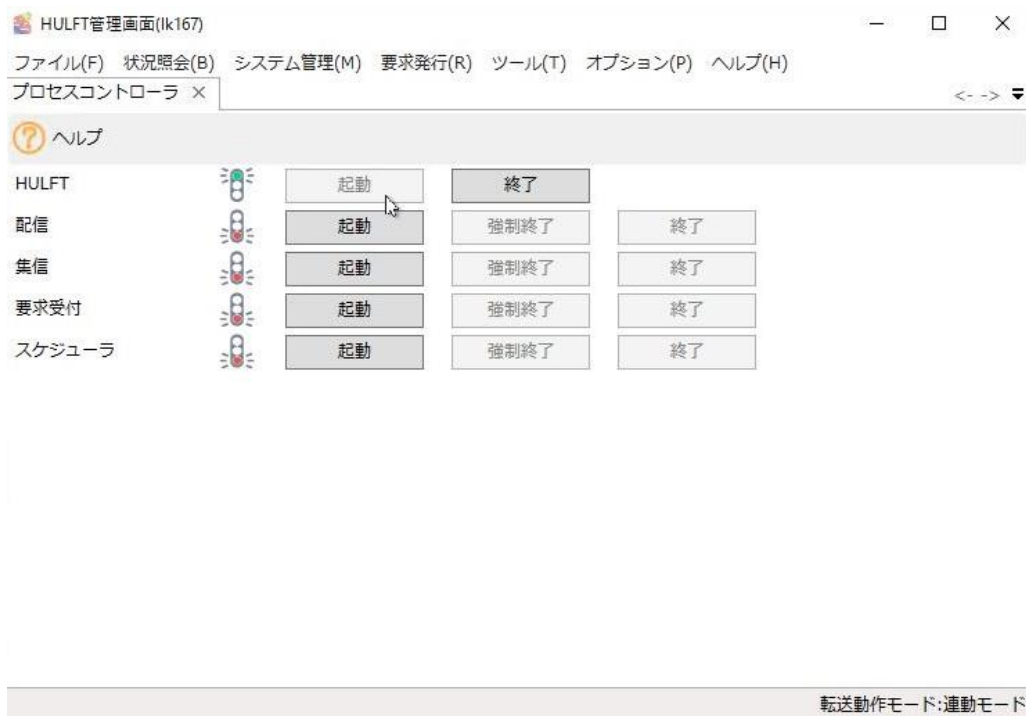 HULFT管理画面(lk167)
ファイル(F) 状況照会(B) システム管理(M) 要求発行(R) ツール(T) オプション(P) ヘルプ(H)
プロセスコントローラ ×
<- ->
ヘルプ
HULFT 起動 終了
配信 起動 強制終了 終了
集信 起動 強制終了 終了
要求受付 起動 強制終了 終了
スケジューラ 起動 強制終了 終了
転送動作モード:連動モード